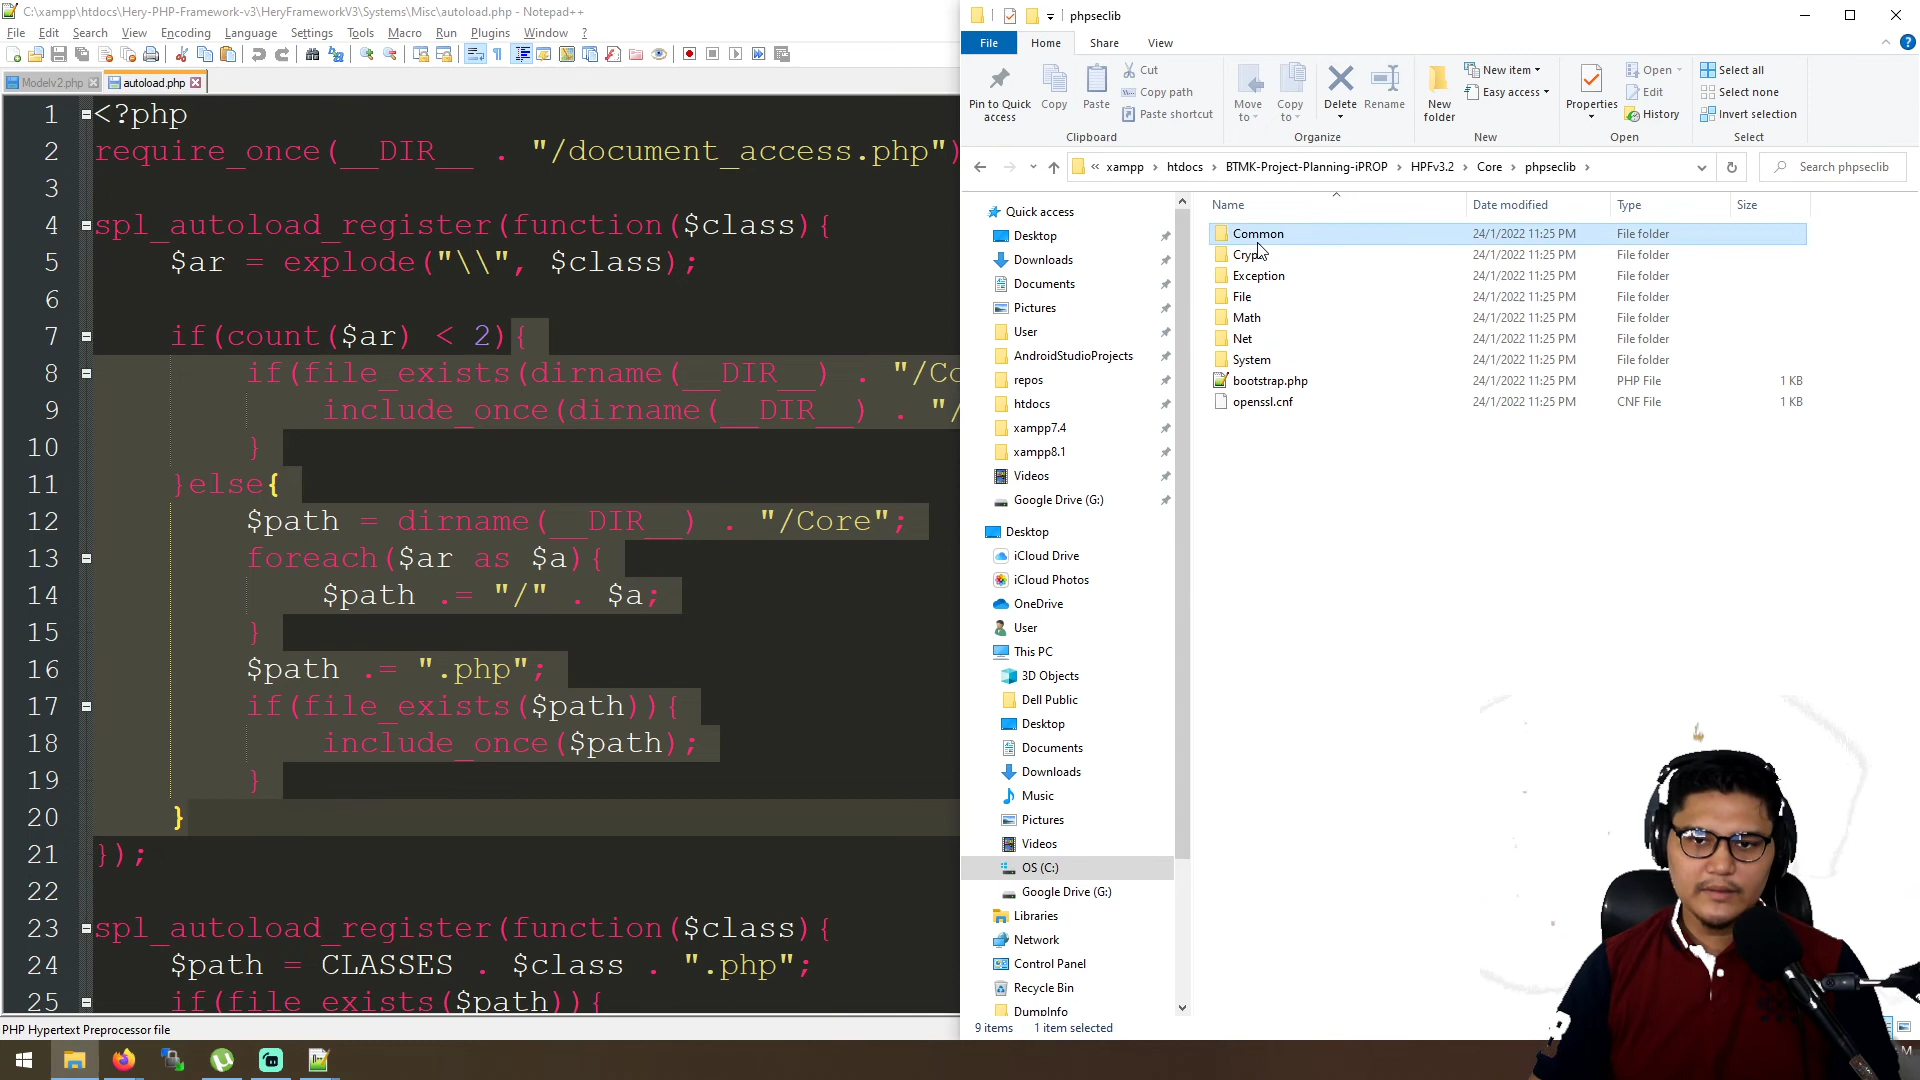 C:\xampp\htdocs\Hery-PHP-Framework-v3\HeryFrameworkV3\Systems\Misc\autoload.php - Notepad++
File Edit Search View Encoding Language Settings Tools Macro Run Plugins Window ?
Modelv2.php autoload.php
1 <?php
2 require_once(__DIR__ . "/document_access.php")
3
4 spl_autoload_register(function($class){
5 $ar = explode("\\", $class);
6
7 if(count($ar) < 2){
8 if(file_exists(dirname(__DIR__) . "/Co
9 include_once(dirname(__DIR__) . "/
10 }
11 }else{
12 $path = dirname(__DIR__) . "/Core";
13 foreach($ar as $a){
14 $path .= "/" . $a;
15 }
16 $path .= ".php";
17 if(file_exists($path)){
18 include_once($path);
19 }
20 }
21 });
22
23 spl_autoload_register(function($class){
24 $path = CLASSES . $class . ".php";
25 if(file_exists($path)){
PHP Hypertext Preprocessor file
phpseclib
File Home Share View
Pin to Quick access
Copy
Paste
Cut
Copy path
Paste shortcut
Clipboard
Move to
Copy to
Delete
Rename
Organize
New folder
New item
Easy access
New
Properties
Open
Edit
History
Open
Select all
Select none
Invert selection
Select
« xampp > htdocs > BTMK-Project-Planning-iPROP > HPFv3.2 > Core > phpseclib >
Search phpseclib
Quick access
Desktop
Downloads
Documents
Pictures
User
AndroidStudioProjects
repos
htdocs
xampp7.4
xampp8.1
Videos
Google Drive (G:)
Desktop
iCloud Drive
iCloud Photos
OneDrive
User
This PC
3D Objects
Dell Public
Desktop
Documents
Downloads
Music
Pictures
Videos
OS (C:)
Google Drive (G:)
Libraries
Network
Control Panel
Recycle Bin
DumpInfo
Name Date modified Type Size
Common 24/1/2022 11:25 PM File folder
Crypt 24/1/2022 11:25 PM File folder
Exception 24/1/2022 11:25 PM File folder
File 24/1/2022 11:25 PM File folder
Math 24/1/2022 11:25 PM File folder
Net 24/1/2022 11:25 PM File folder
System 24/1/2022 11:25 PM File folder
bootstrap.php 24/1/2022 11:25 PM PHP File 1 KB
openssl.cnf 24/1/2022 11:25 PM CNF File 1 KB
9 items 1 item selected